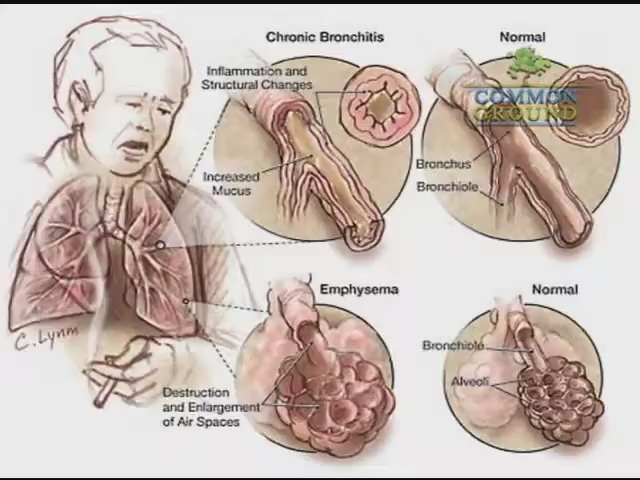 Chronic Bronchitis
Normal
Inflammation and
Structural Changes
COMMON
GROUND
Increased
Mucus
Bronchus
Bronchiole
C. Lynm
Emphysema
Normal
Bronchiole
Alveoli
Destruction
and Enlargement
of Air Spaces